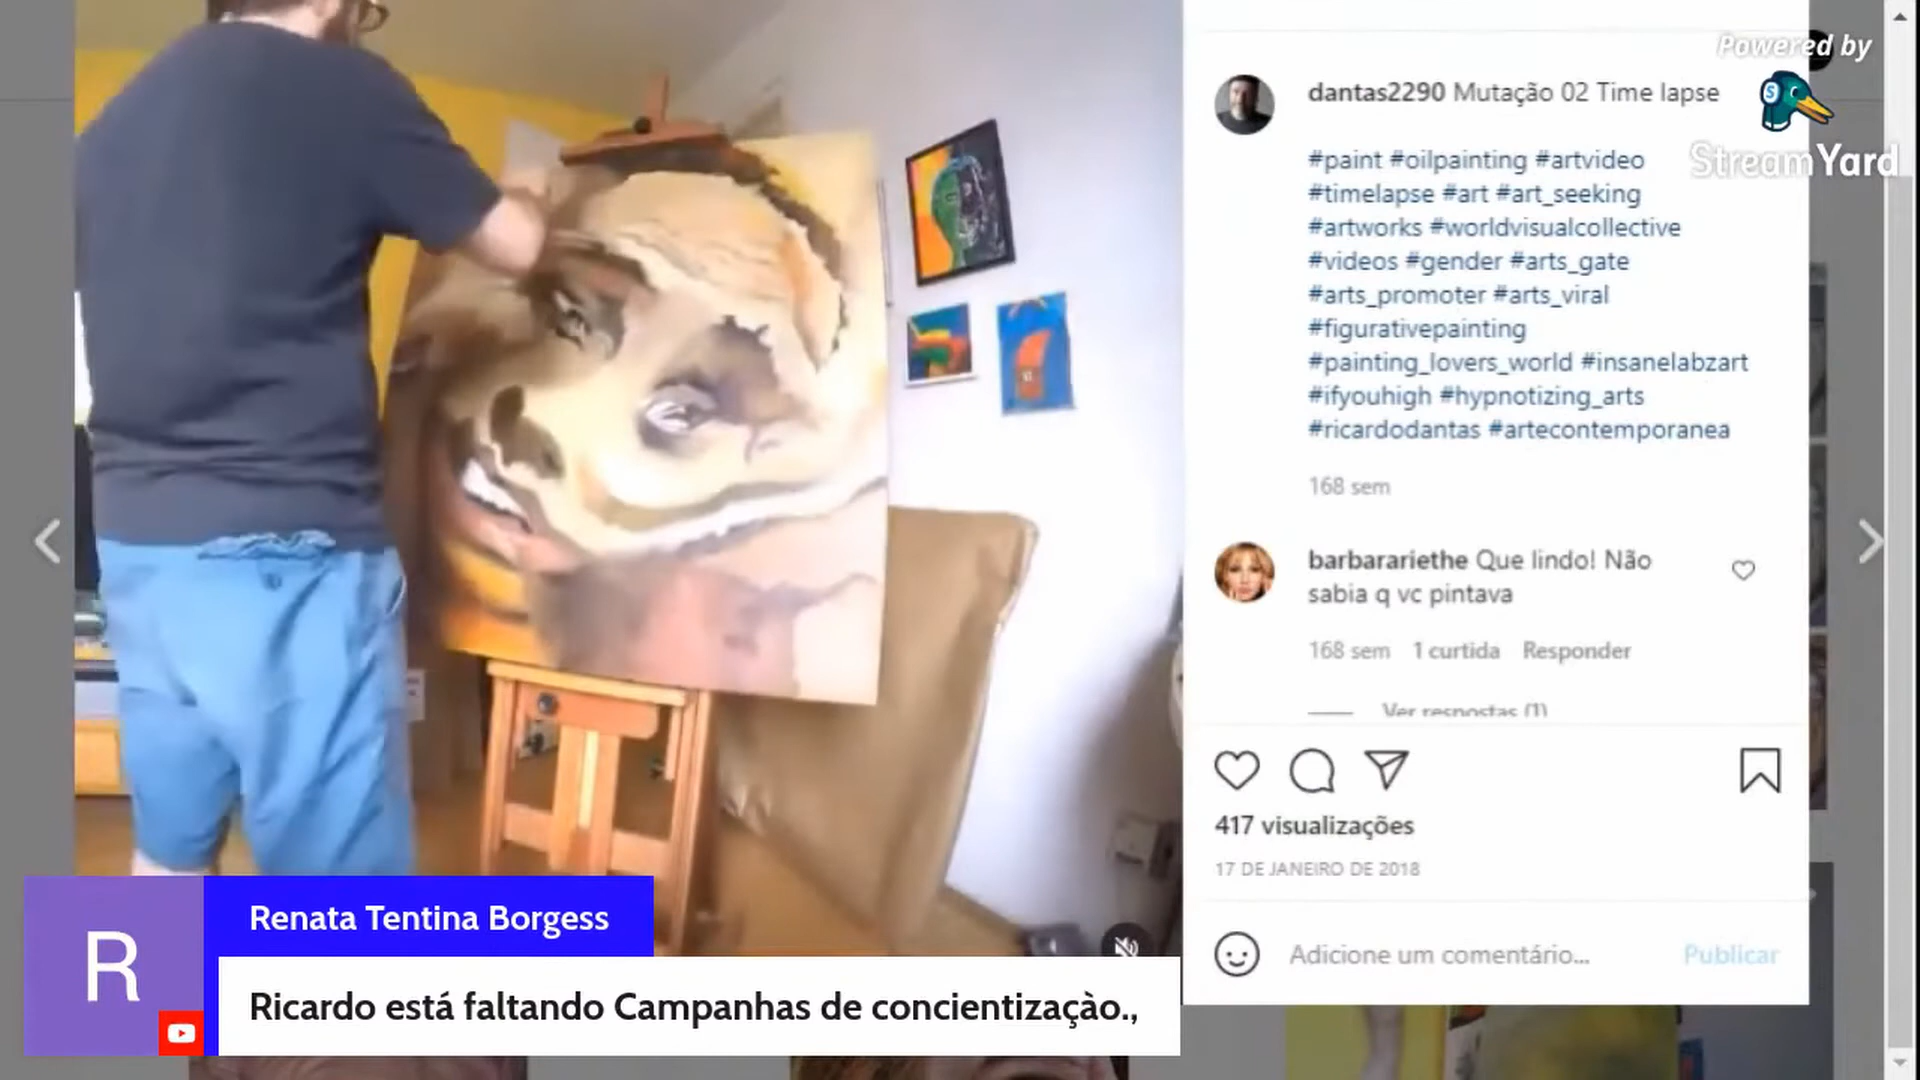 Powered by
StreamYard
dantas2290 Mutação 02 Time lapse
#paint #oilpainting #artvideo
#timelapse #art #art_seeking
#artworks #worldvisualcollective
#videos #gender #arts_gate
#arts_promoter #arts_viral
#figurativepainting
#painting_lovers_world #insanelabzart
#ifyouhigh #hypnotizing_arts
#ricardodantas #artecontemporanea
168 sem
barbarariethe Que lindo! Não
sabia q vc pintava
168 sem 1 curtida Responder
Ver respostas (1)
417 visualizações
17 DE JANEIRO DE 2018
Adicione um comentário... Publicar
R
Renata Tentina Borgess
Ricardo está faltando Campanhas de concientizaçào.,